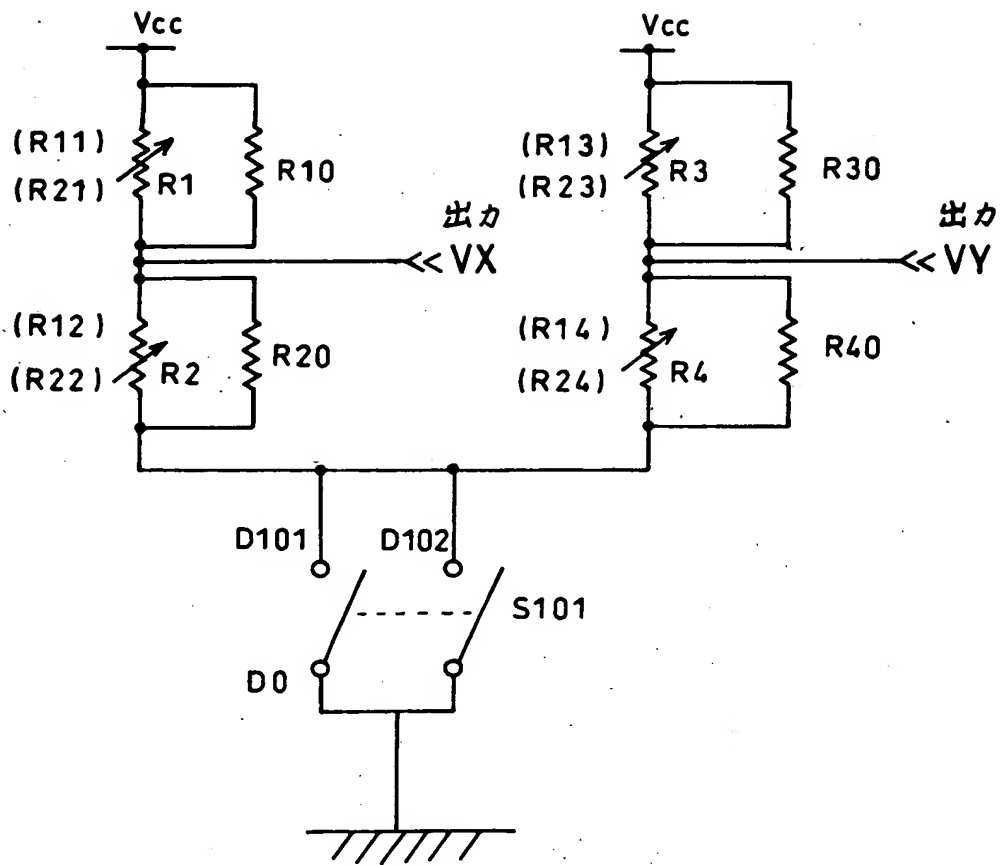 Vcc
(R11)
(R21)
R1
R10
出力
VX
(R12)
(R22)
R2
R20
Vcc
(R13)
(R23)
R3
R30
出力
VY
(R14)
(R24)
R4
R40
D101
D102
S101
D0